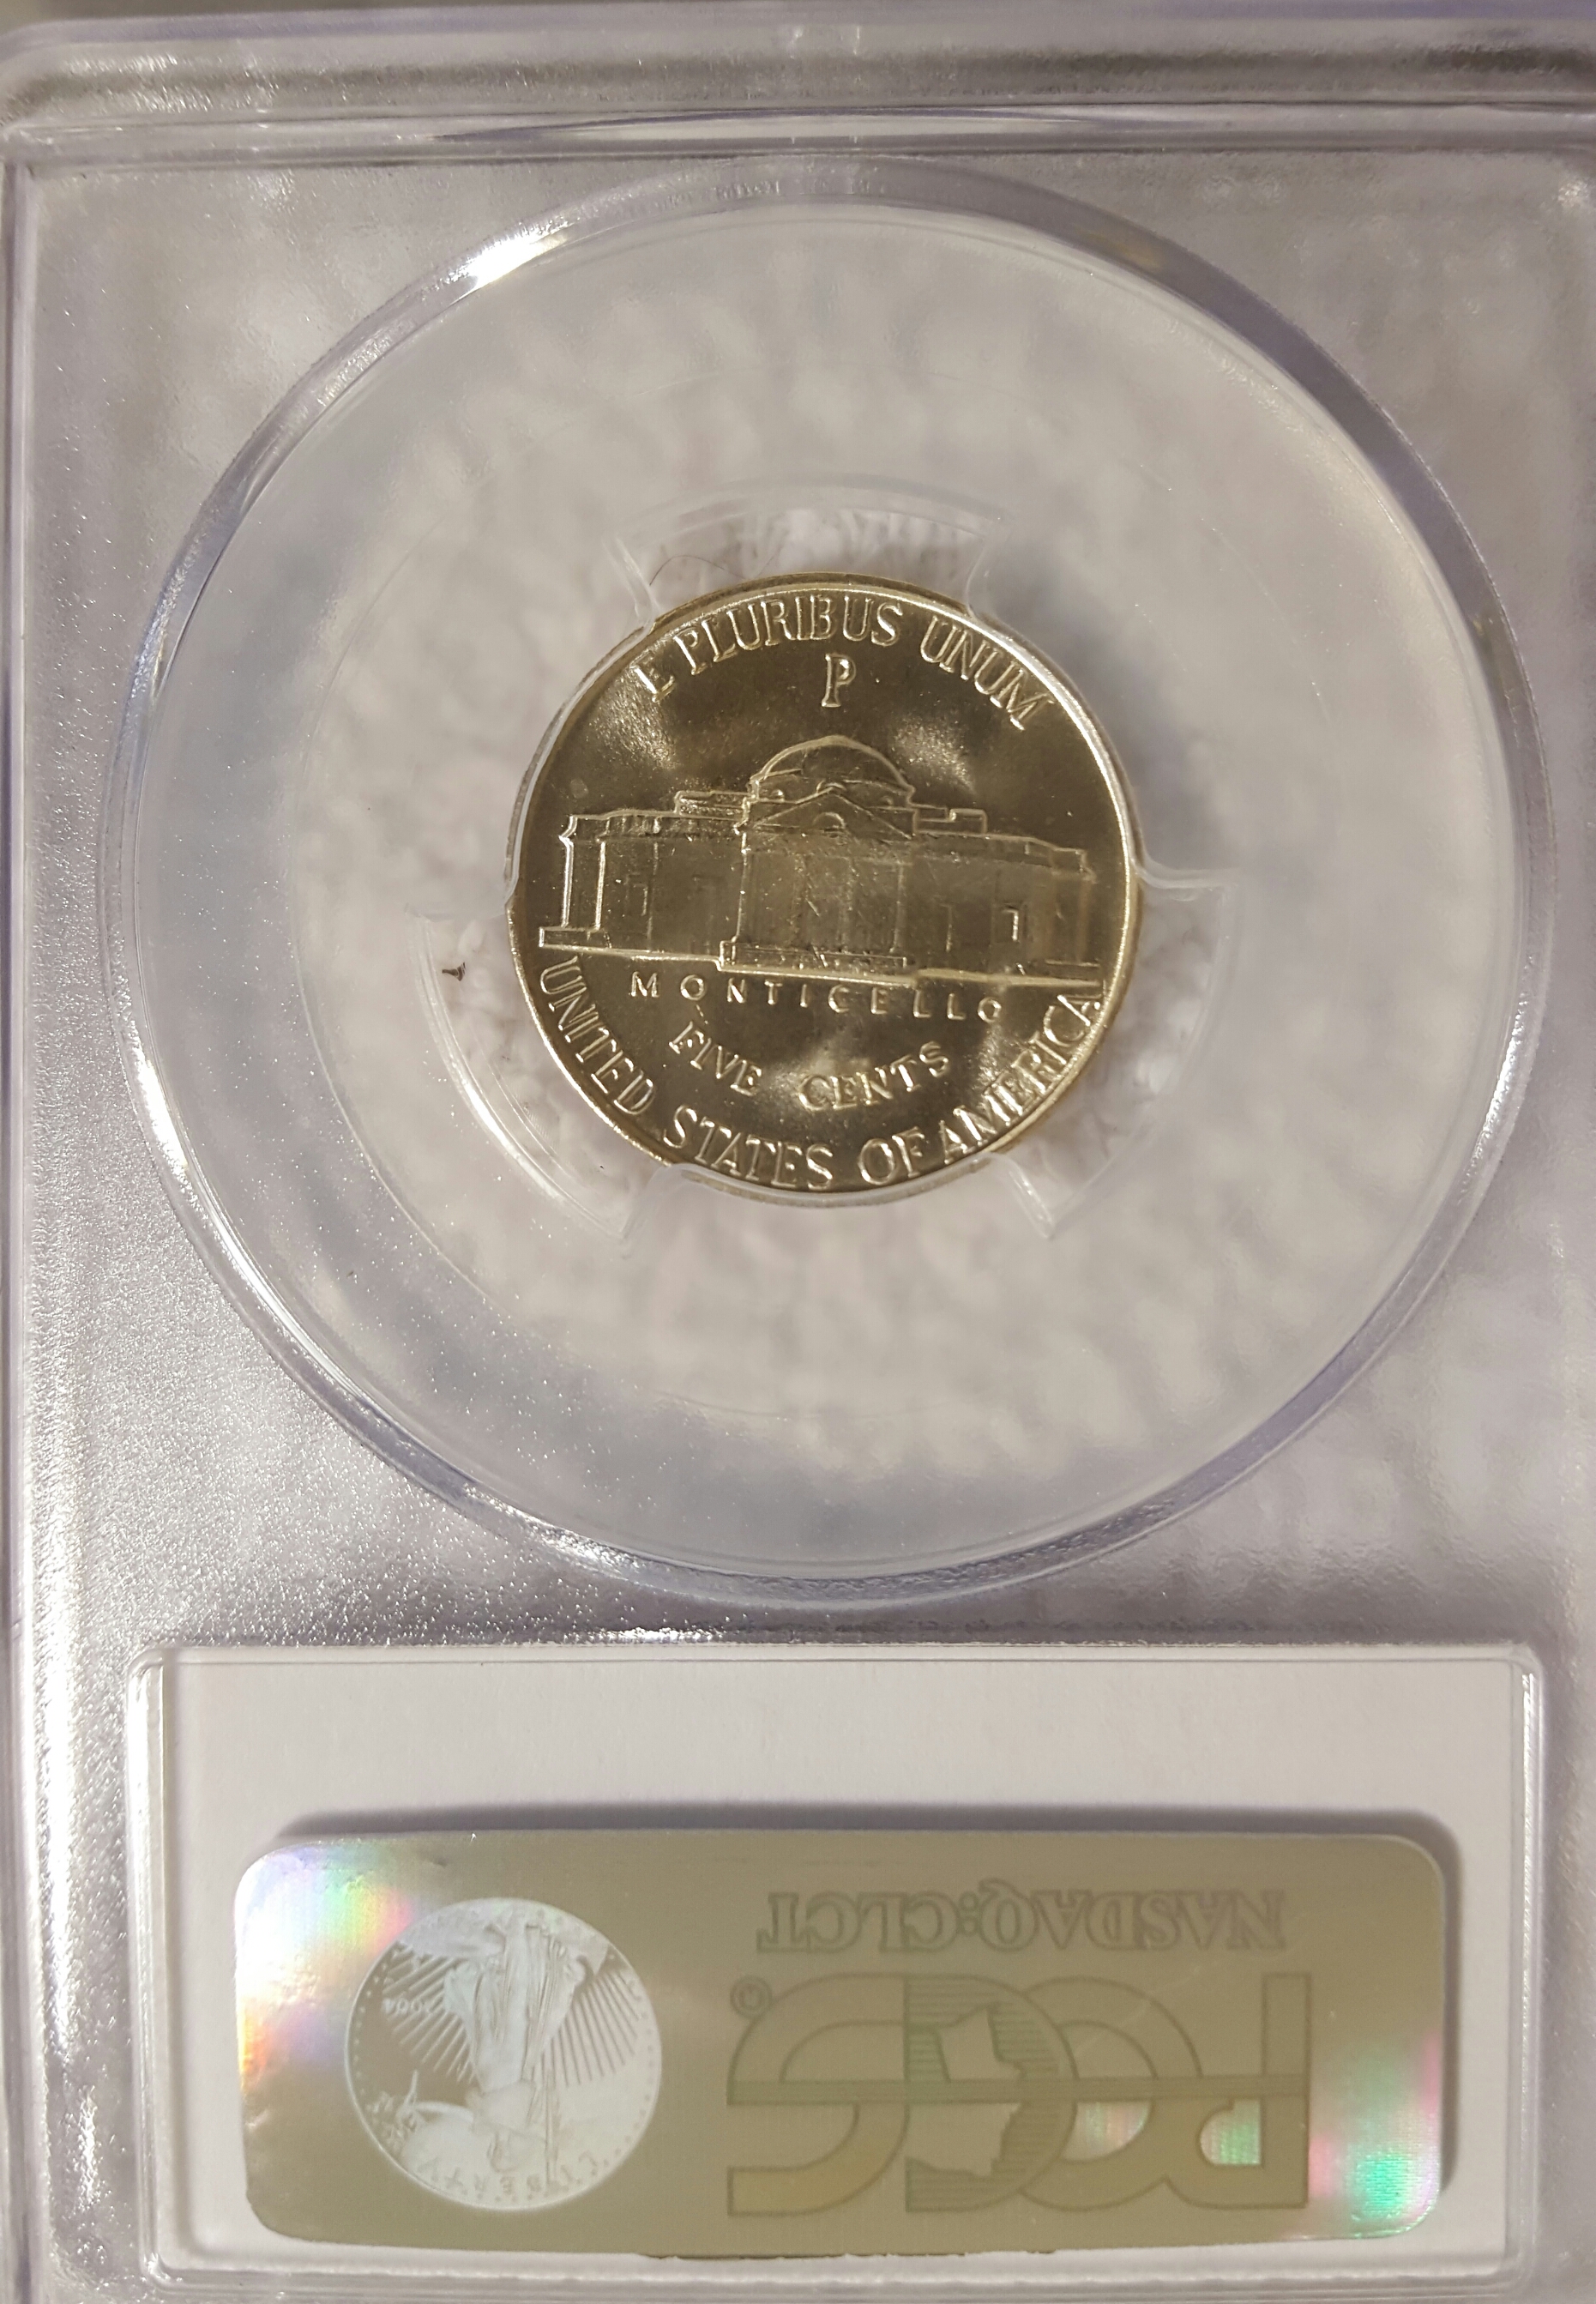 E PLURIBUS UNUM
P
MONTICELLO
FIVE CENTS
UNITED STATES OF AMERICA
NASDAQ:CLCT
PCGS
LIBERTY